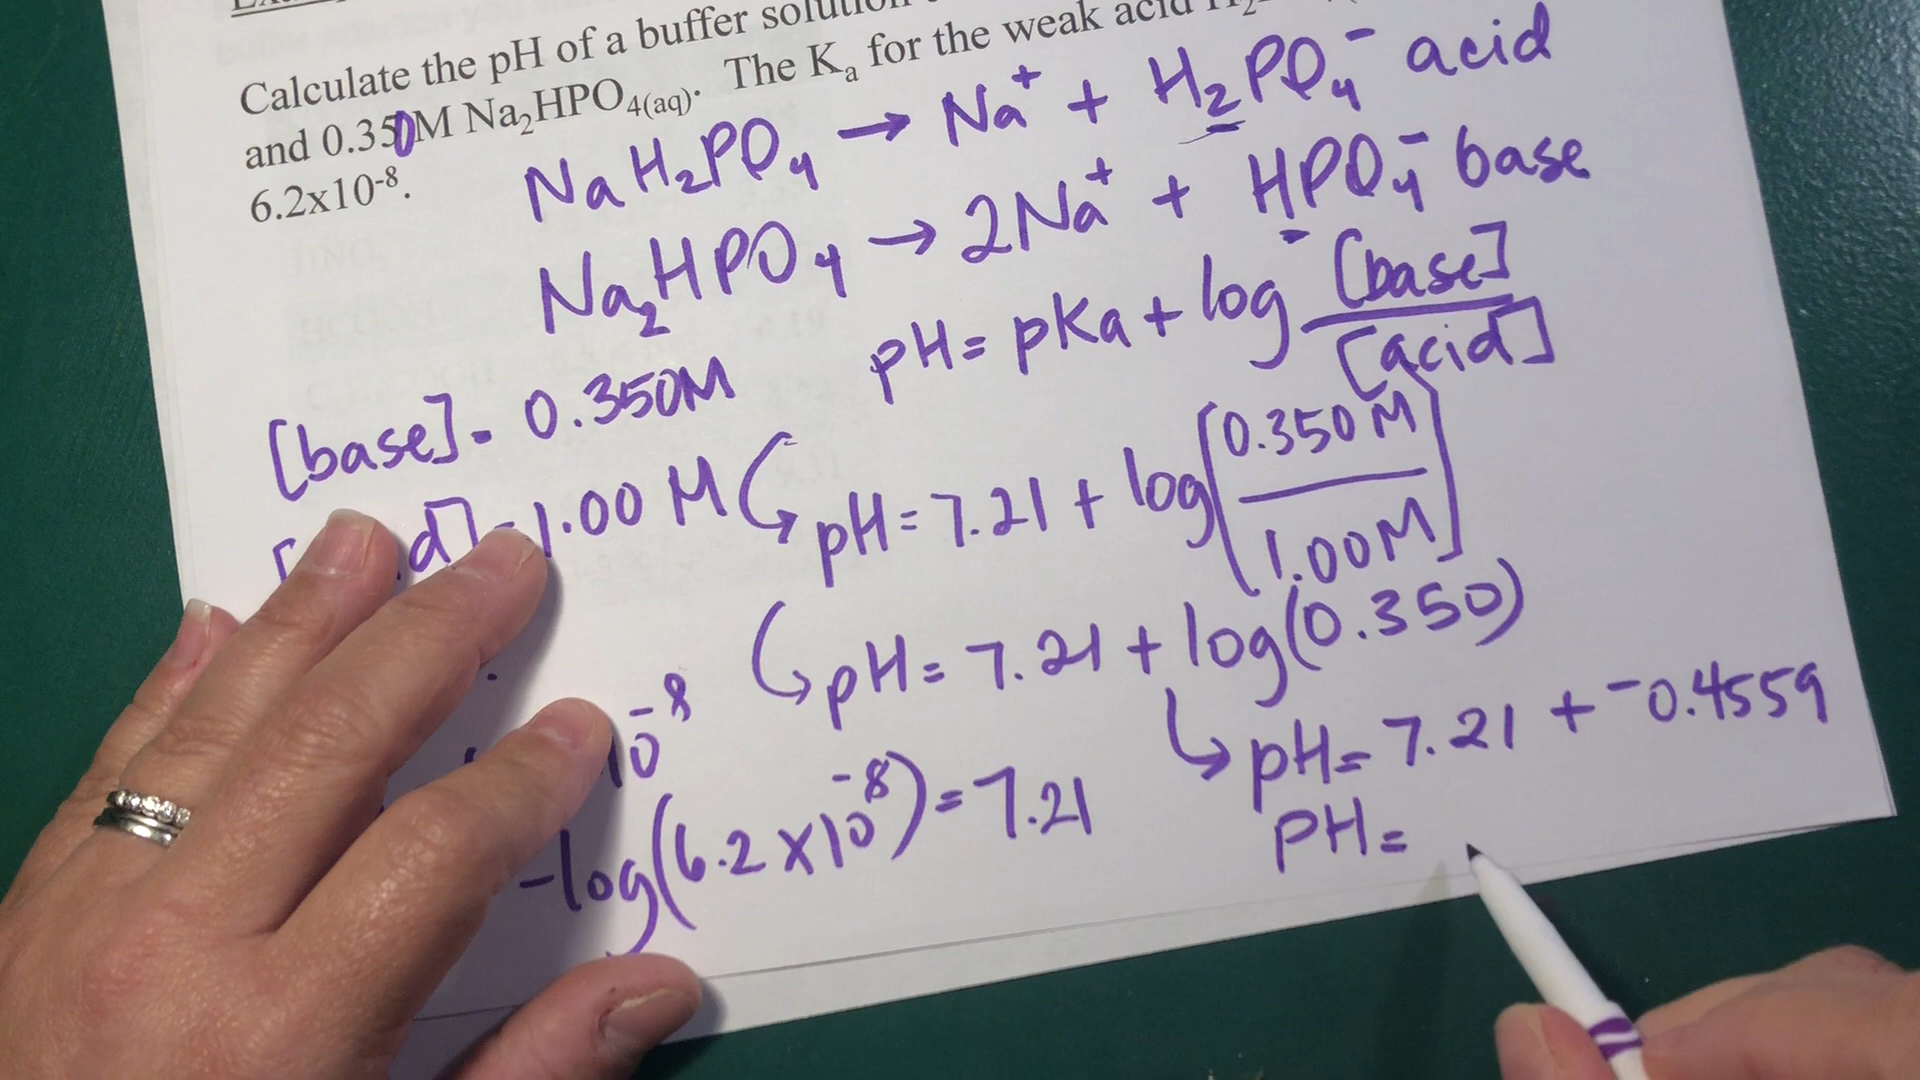 Calculate the pH of a buffer solution
and 0.350M Na₂HPO₄(aq). The Kₐ for the weak acid
6.2x10⁻⁸.
NaH₂PO₄ → Na⁺ + H₂PO₄⁻ acid
Na₂HPO₄ → 2Na⁺ + HPO₄⁻ base
pH= pKa + log [base]
[acid]
[base]- 0.350M
1.00 M
pH= 7.21 + log[0.350M
1.00M]
pH= 7.21 + log(0.350)
10⁻⁸
pH= 7.21 + ⁻0.4559
-log(6.2x10⁻⁸)=7.21
PH=